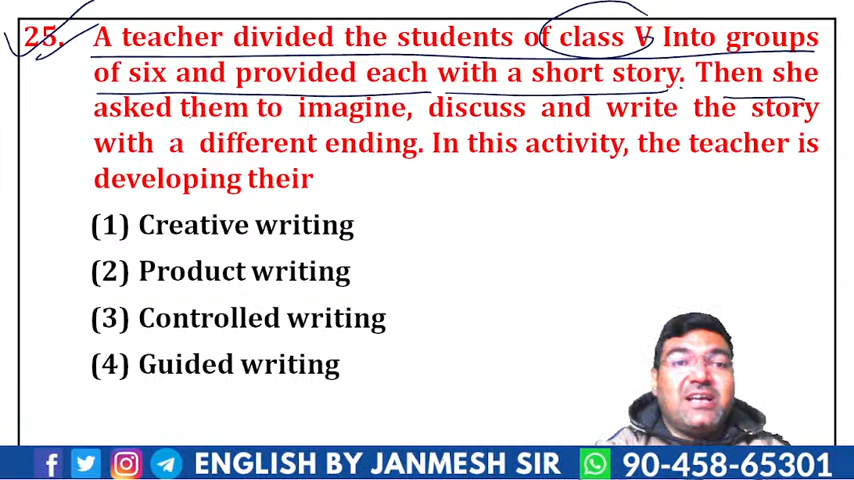 25. A teacher divided the students of class V Into groups
of six and provided each with a short story. Then she
asked them to imagine, discuss and write the story
with a different ending. In this activity, the teacher is
developing their
(1) Creative writing
(2) Product writing
(3) Controlled writing
(4) Guided writing
ENGLISH BY JANMESH SIR 90-458-65301